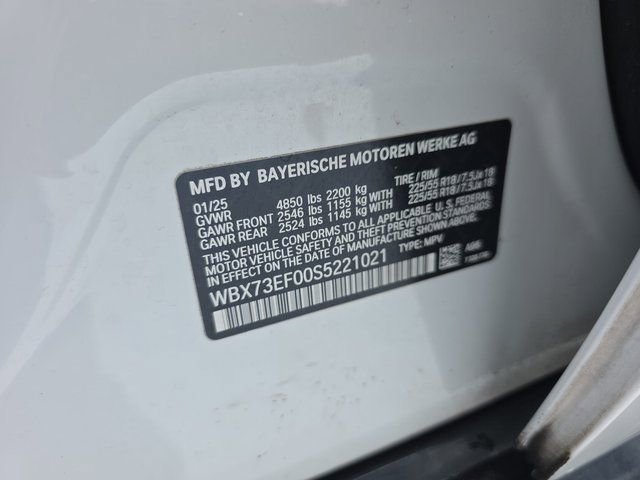 MFD BY BAYERISCHE MOTOREN WERKE AG
01/25 TIRE / RIM
GVWR 4850 lbs 2200 kg
GAWR FRONT 2546 lbs 1155 kg 225/55 R18/7.5Jx18
GAWR REAR 2524 lbs 1145 kg 225/55 R18/7.5Jx18
THIS VEHICLE CONFORMS TO ALL APPLICABLE U. S. FEDERAL
MOTOR VEHICLE SAFETY AND THEFT PREVENTION STANDARDS
IN EFFECT ON THE DATE OF MANUFACTURE SHOWN ABOVE.
WBX73EF00S5221021 TYPE: MPV